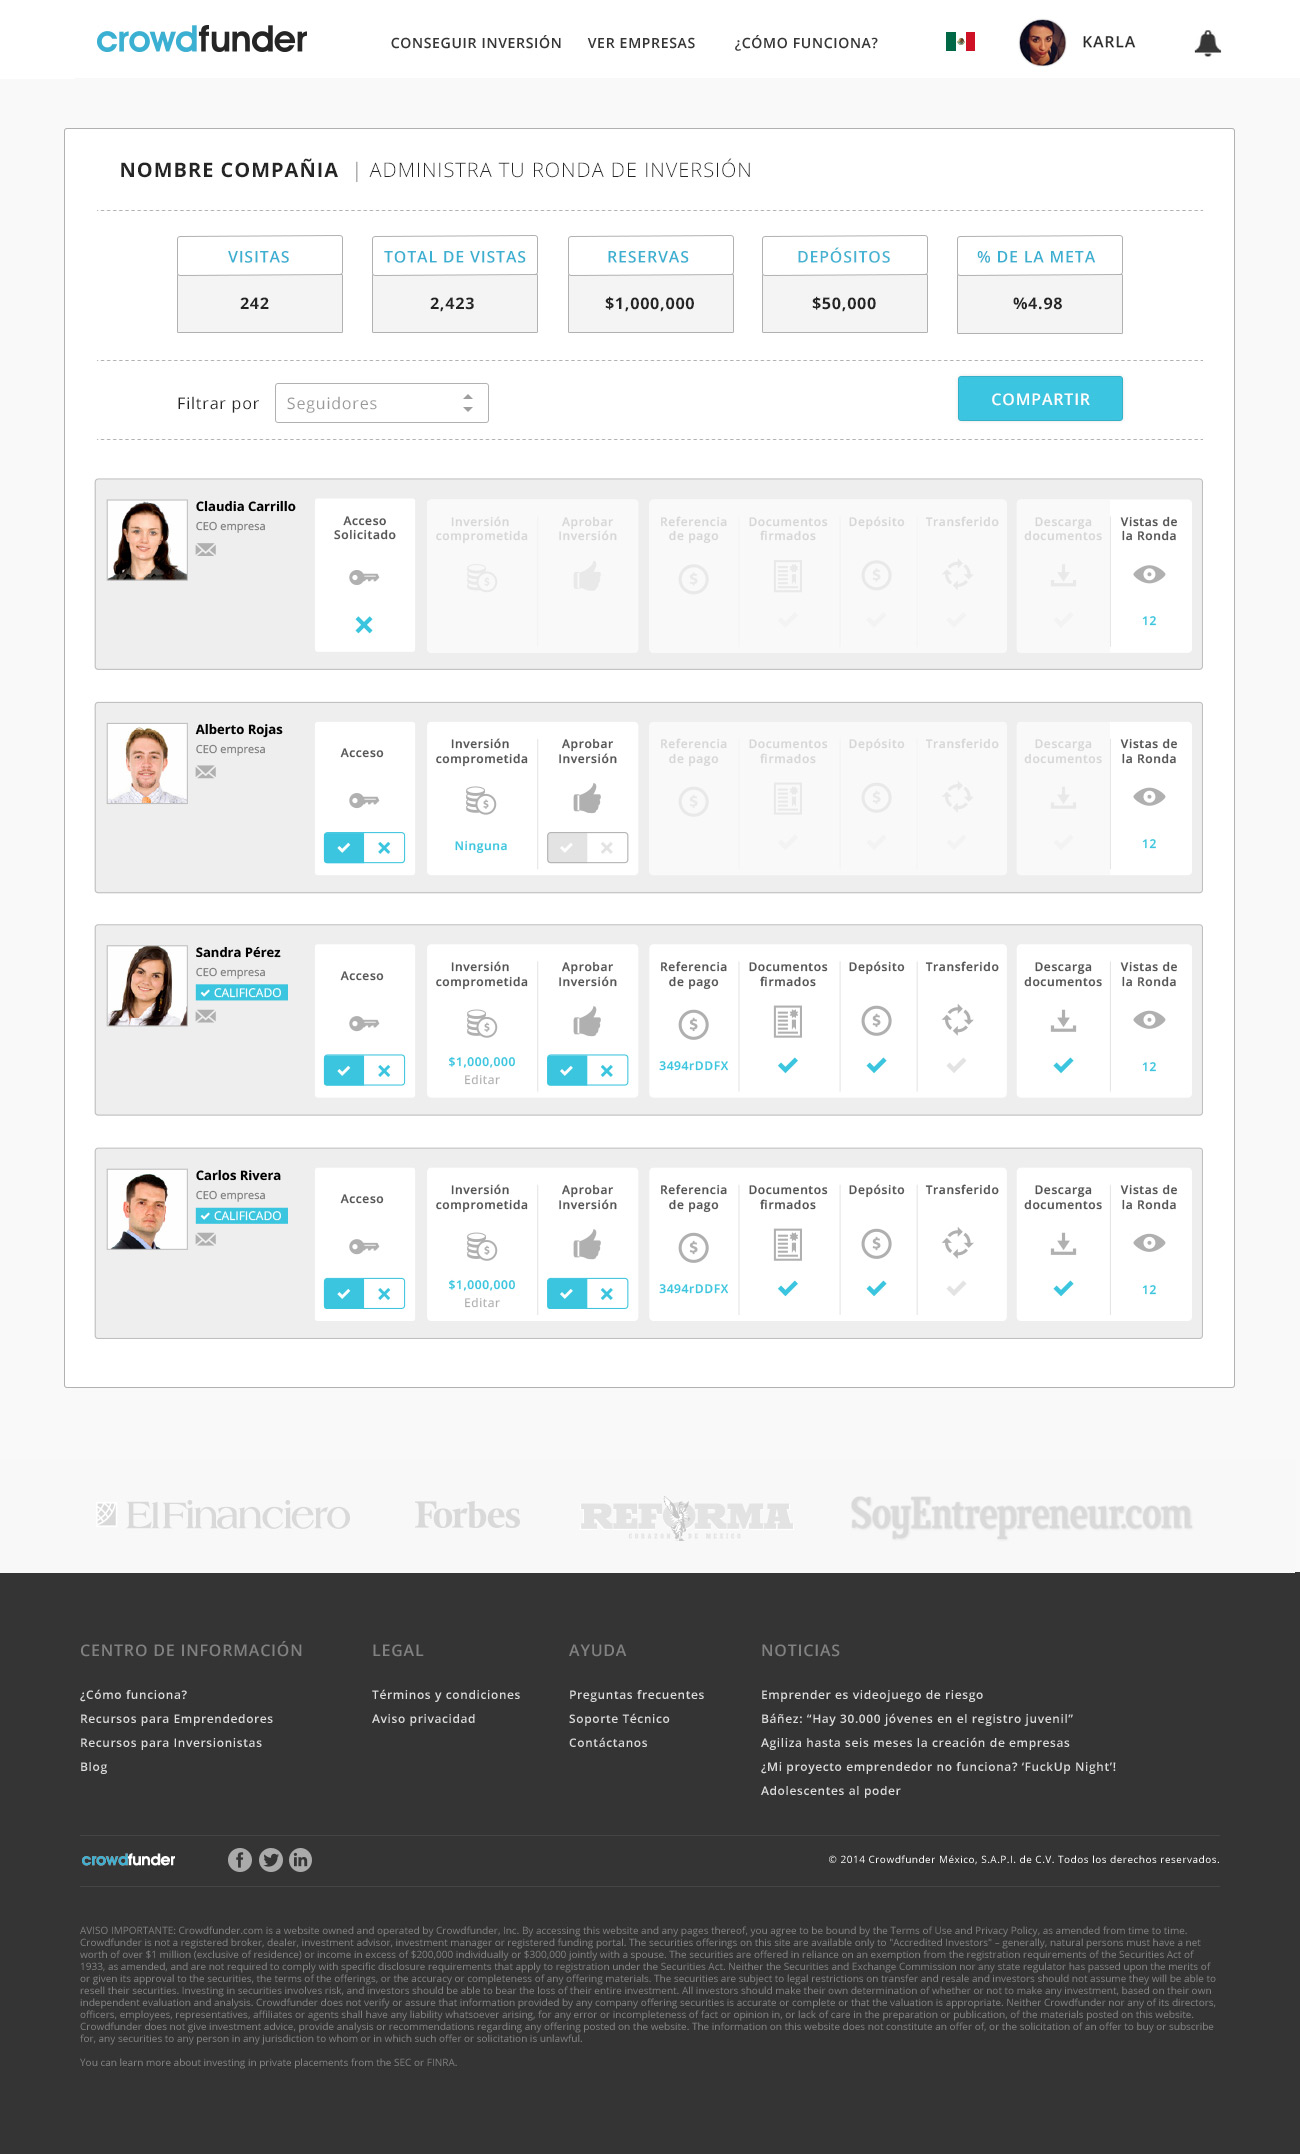 crowdfunder
CONSEGUIR INVERSIÓN VER EMPRESAS ¿CÓMO FUNCIONA? KARLA
NOMBRE COMPAÑIA | ADMINISTRA TU RONDA DE INVERSIÓN
VISITAS TOTAL DE VISTAS RESERVAS DEPÓSITOS % DE LA META
242 2,423 $1,000,000 $50,000 %4.98
Filtrar por Seguidores COMPARTIR
Claudia Carrillo
CEO empresa
Acceso Inversión Aprobar Referencia Documentos Depósito Transferido Descarga Vistas de
Solicitado comprometida Inversión de pago firmados documentos la Ronda
12
Alberto Rojas
CEO empresa
Acceso Inversión Aprobar Referencia Documentos Depósito Transferido Descarga Vistas de
comprometida Inversión de pago firmados documentos la Ronda
Ninguna 12
Sandra Pérez
CEO empresa
CALIFICADO
Acceso Inversión Aprobar Referencia Documentos Depósito Transferido Descarga Vistas de
comprometida Inversión de pago firmados documentos la Ronda
$1,000,000 3494rDDFX 12
Editar
Carlos Rivera
CEO empresa
CALIFICADO
Acceso Inversión Aprobar Referencia Documentos Depósito Transferido Descarga Vistas de
comprometida Inversión de pago firmados documentos la Ronda
$1,000,000 3494rDDFX 12
Editar
El Financiero Forbes REFORMA SoyEntrepreneur.com
CORAZON DE MEXICO
CENTRO DE INFORMACIÓN
¿Cómo funciona?
Recursos para Emprendedores
Recursos para Inversionistas
Blog
LEGAL
Términos y condiciones
Aviso privacidad
AYUDA
Preguntas frecuentes
Soporte Técnico
Contáctanos
NOTICIAS
Emprender es videojuego de riesgo
Báñez: “Hay 30.000 jóvenes en el registro juvenil”
Agiliza hasta seis meses la creación de empresas
¿Mi proyecto emprendedor no funciona? ‘FuckUp Night’!
Adolescentes al poder
crowdfunder © 2014 Crowdfunder México, S.A.P.I. de C.V. Todos los derechos reservados.
AVISO IMPORTANTE: Crowdfunder.com is a website owned and operated by Crowdfunder, Inc. By accessing this website and any pages thereof, you agree to be bound by the Terms of Use and Privacy Policy, as amended from time to time.
Crowdfunder is not a registered broker, dealer, investment advisor, investment manager or registered funding portal. The securities offerings on this site are available only to "Accredited Investors" – generally, natural persons must have a net
worth of over $1 million (exclusive of residence) or income in excess of $200,000 individually or $300,000 jointly with a spouse. The securities are offered in reliance on an exemption from the registration requirements of the Securities Act of
1933, as amended, and are not required to comply with specific disclosure requirements that apply to registration under the Securities Act. Neither the Securities and Exchange Commission nor any state regulator has passed upon the merits of
or given its approval to the securities, the terms of the offerings, or the accuracy or completeness of any offering materials. The securities are subject to legal restrictions on transfer and resale and investors should not assume they will be able to
resell their securities. Investing in securities involves risk, and investors should be able to bear the loss of their entire investment. All investors should make their own determination of whether or not to make any investment, based on their own
independent evaluation and analysis. Crowdfunder does not verify or assure that information provided by any company offering securities is accurate or complete or that the valuation is appropriate. Neither Crowdfunder nor any of its directors,
officers, employees, representatives, affiliates or agents shall have any liability whatsoever arising, for any error or incompleteness of fact or opinion in, or lack of care in the preparation or publication, of the materials posted on this website.
Crowdfunder does not give investment advice, provide analysis or recommendations regarding any offering posted on the website. The information on this website does not constitute an offer of, or the solicitation of an offer to buy or subscribe
for, any securities to any person in any jurisdiction to whom or in which such offer or solicitation is unlawful.
You can learn more about investing in private placements from the SEC or FINRA.